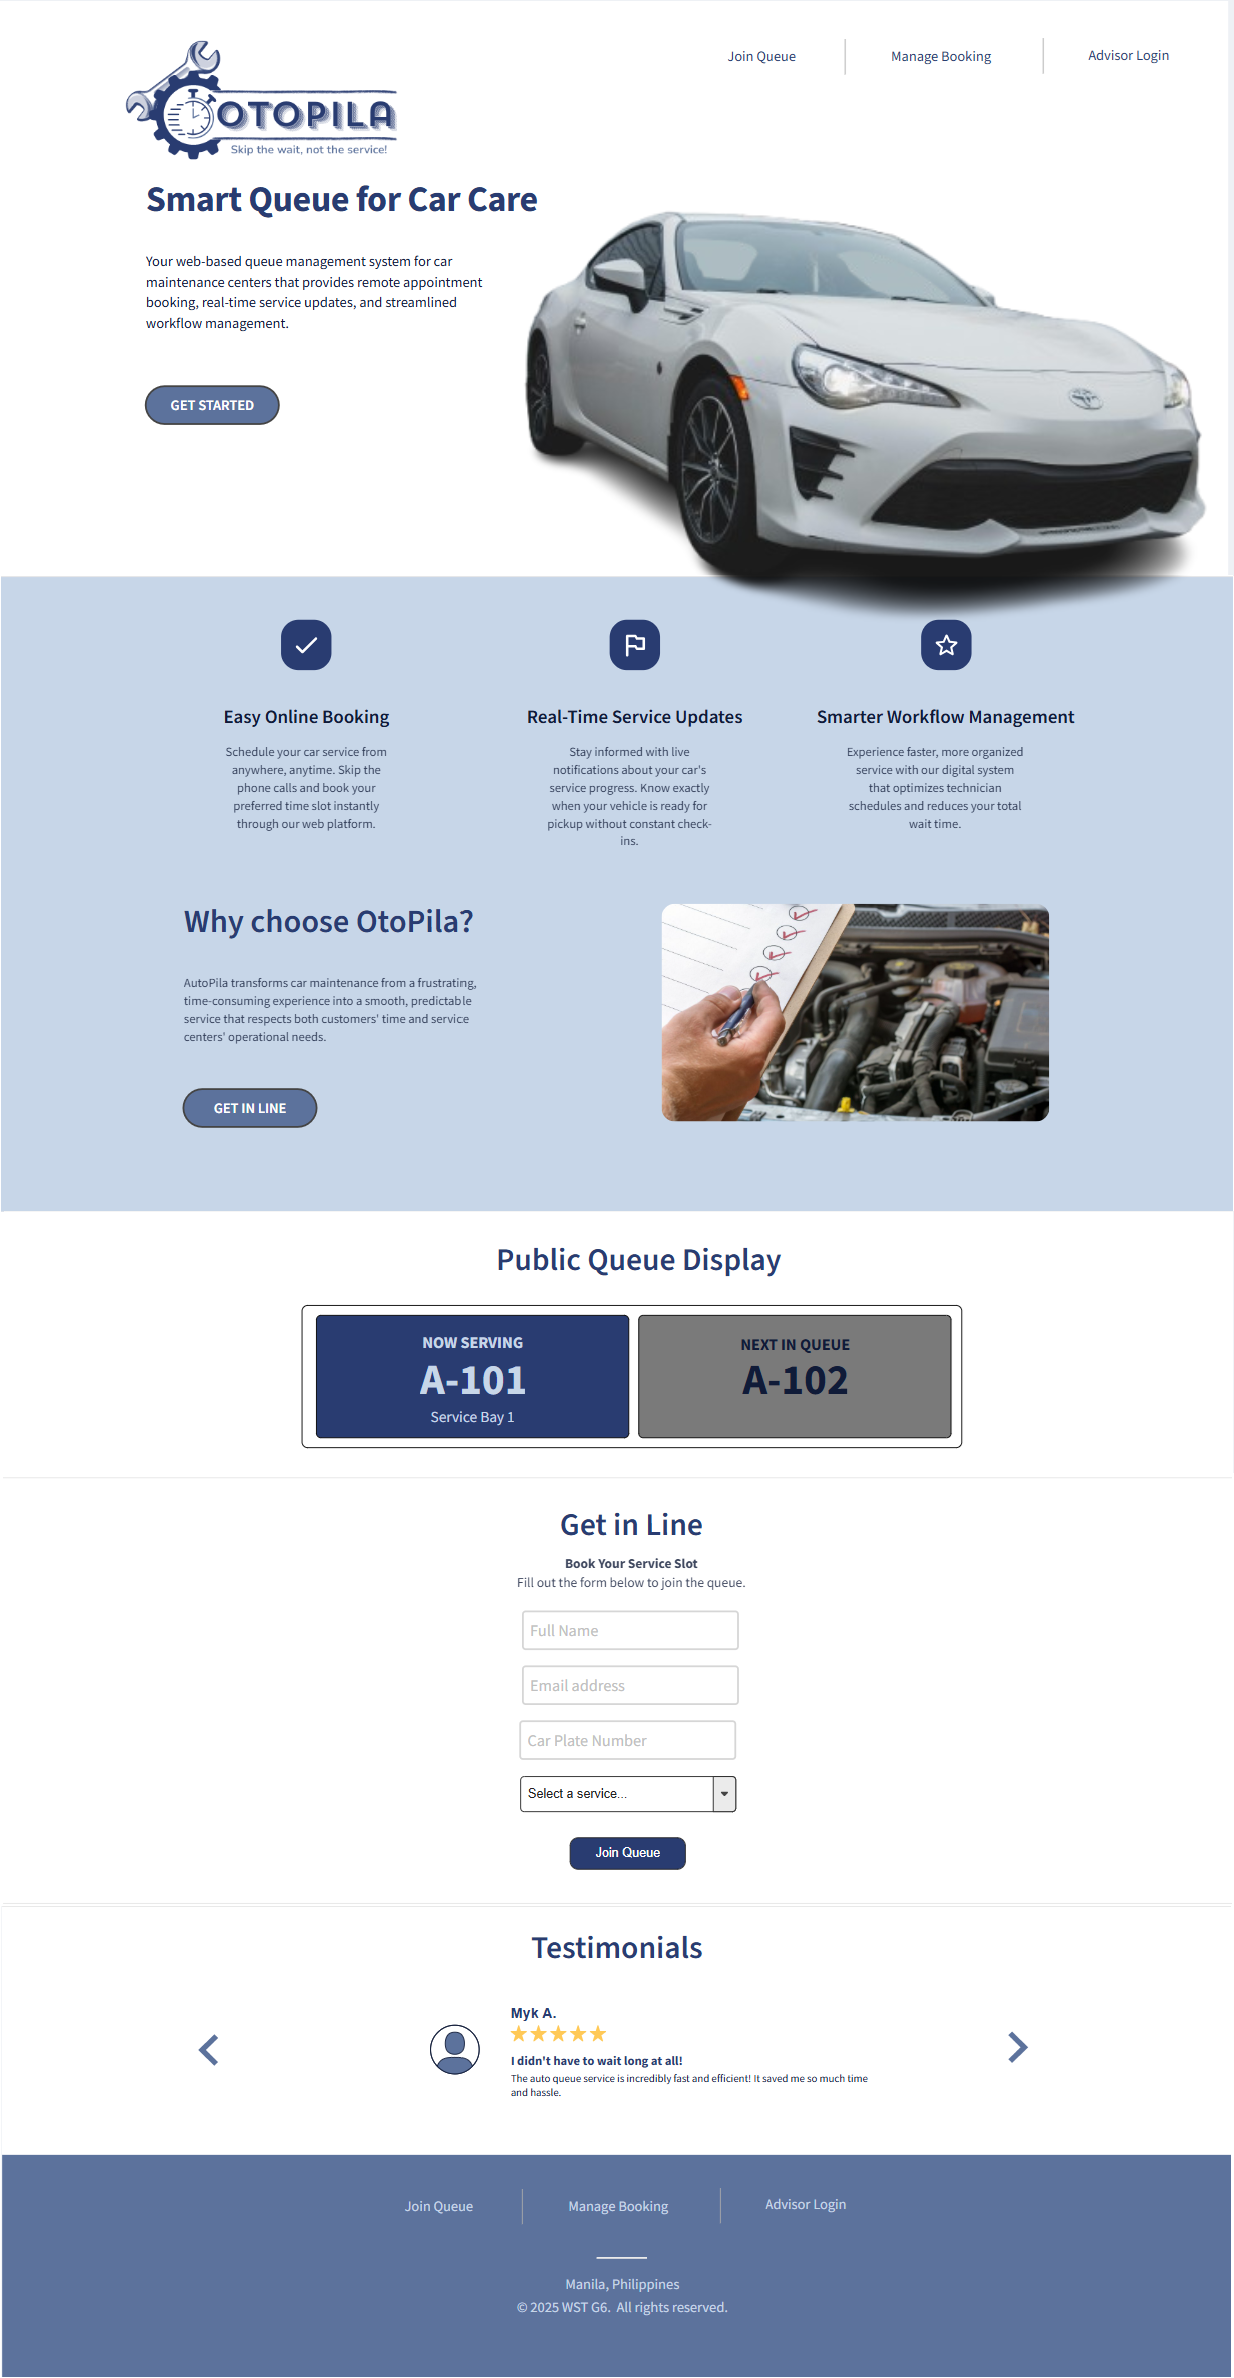 Join Queue
Manage Booking
Advisor Login
OTOPILA
Skip the wait, not the service!
Smart Queue for Car Care
Your web-based queue management system for car
maintenance centers that provides remote appointment
booking, real-time service updates, and streamlined
workflow management.
GET STARTED
Easy Online Booking
Schedule your car service from
anywhere, anytime. Skip the
phone calls and book your
preferred time slot instantly
through our web platform.
Real-Time Service Updates
Stay informed with live
notifications about your car's
service progress. Know exactly
when your vehicle is ready for
pickup without constant check-
ins.
Smarter Workflow Management
Experience faster, more organized
service with our digital system
that optimizes technician
schedules and reduces your total
wait time.
Why choose OtoPila?
AutoPila transforms car maintenance from a frustrating,
time-consuming experience into a smooth, predictable
service that respects both customers' time and service
centers' operational needs.
GET IN LINE
Public Queue Display
NOW SERVING
A-101
Service Bay 1
NEXT IN QUEUE
A-102
Get in Line
Book Your Service Slot
Fill out the form below to join the queue.
Full Name
Email address
Car Plate Number
Select a service...
Join Queue
Testimonials
Myk A.
I didn't have to wait long at all!
The auto queue service is incredibly fast and efficient! It saved me so much time
and hassle.
Join Queue
Manage Booking
Advisor Login
Manila, Philippines
© 2025 WST G6. All rights reserved.